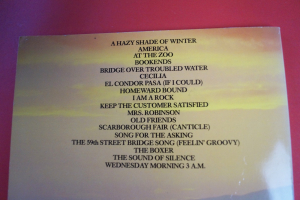 A HAZY SHADE OF WINTER
AMERICA
AT THE ZOO
BOOKENDS
BRIDGE OVER TROUBLED WATER
CECILIA
EL CONDOR PASA (IF I COULD)
HOMEWARD BOUND
I AM A ROCK
KEEP THE CUSTOMER SATISFIED
MRS. ROBINSON
OLD FRIENDS
SCARBOROUGH FAIR (CANTICLE)
SONG FOR THE ASKING
THE 59th STREET BRIDGE SONG (FEELIN' GROOVY)
THE BOXER
THE SOUND OF SILENCE
WEDNESDAY MORNING 3 A.M.